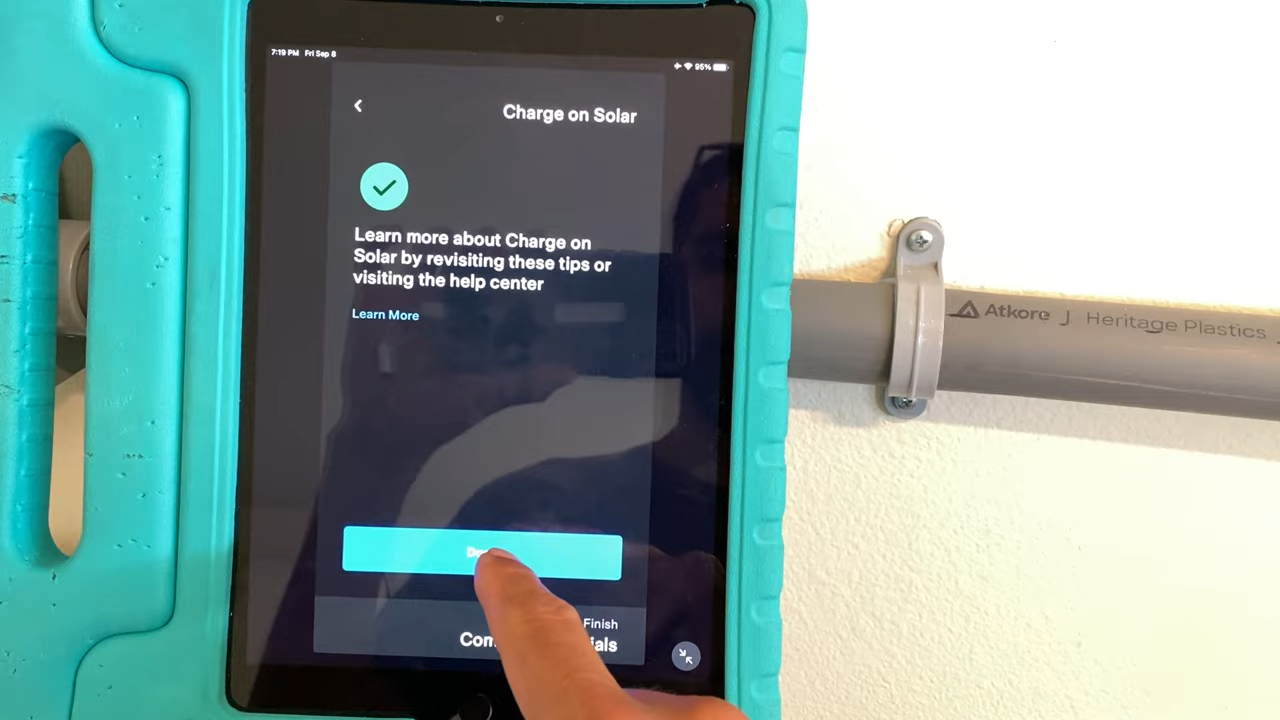 7:19 PM Fri Sep 8
95%
Charge on Solar
Learn more about Charge on
Solar by revisiting these tips or
visiting the help center
Learn More
Finish
Atkore
Heritage Plastics